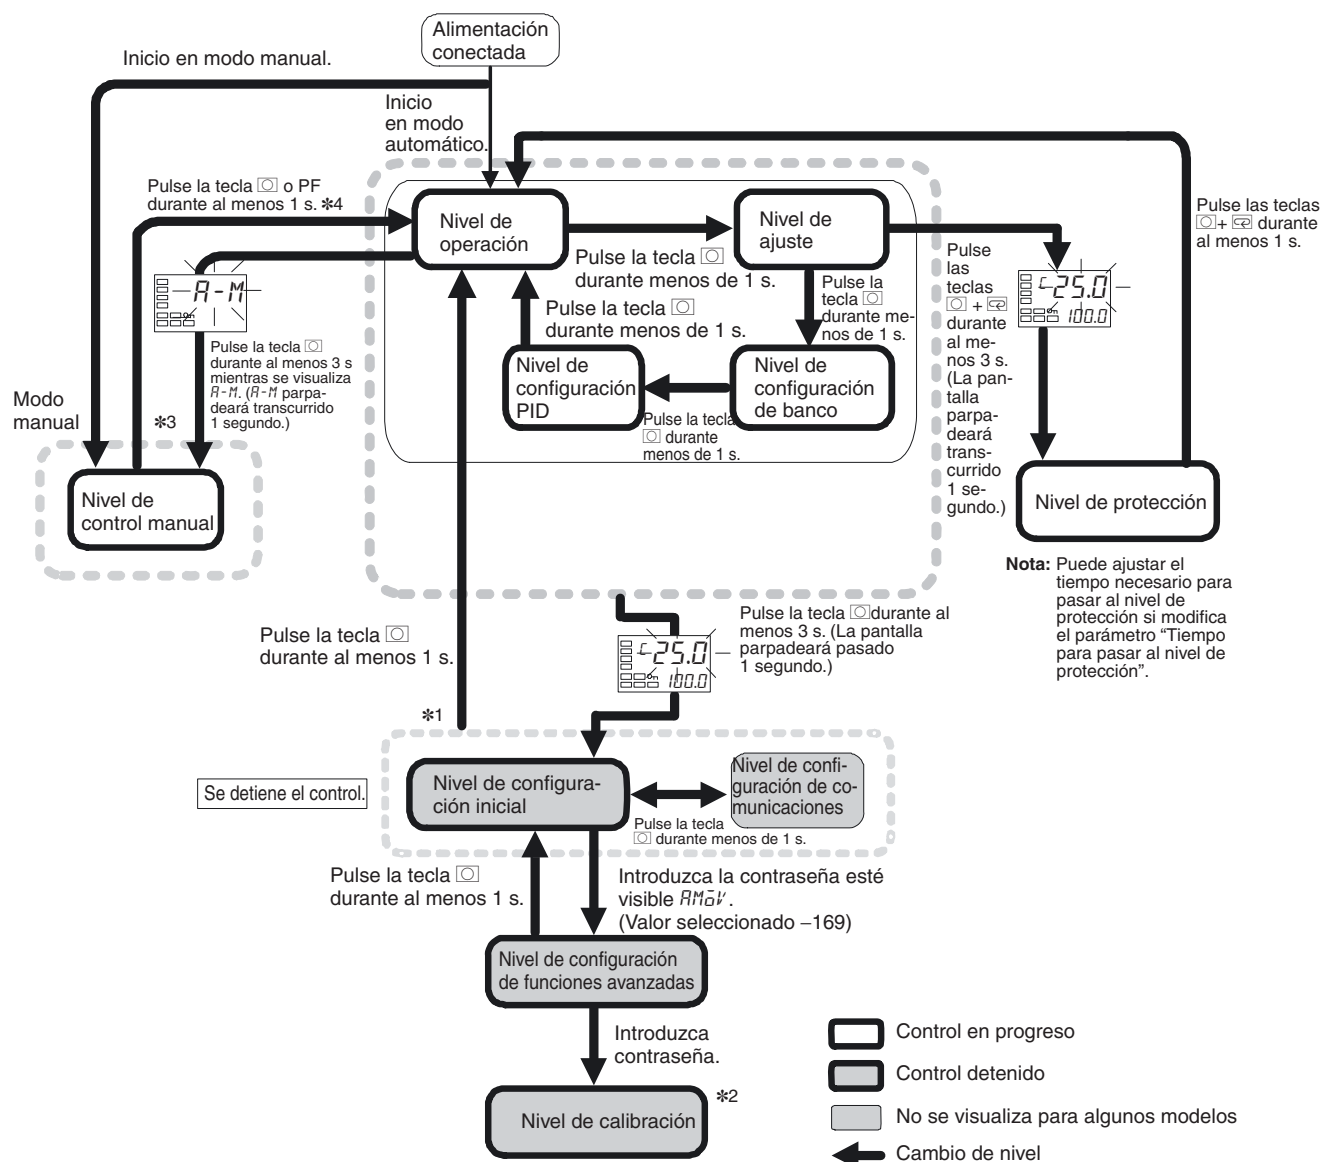 Alimentación
conectada
Inicio en modo manual.
Inicio
en modo
automático.
Pulse la tecla o PF
durante al menos 1 s. *4
Nivel de
operación
Pulse la tecla
durante menos de 1 s.
Nivel de
ajuste
Pulse las teclas
+ durante
al menos 1 s.
A-M
Pulse la tecla
durante al menos 3 s
mientras se visualiza
A-M. (A-M parpa-
deará transcurrido
1 segundo.)
Pulse la tecla
durante menos de 1 s.
Pulse la
tecla
durante me-
nos de 1 s.
Pulse
las
teclas
+
durante
al me-
nos 3 s.
(La pan-
talla
parpa-
deará
trans-
currido
1 se-
gundo.)
C 25.0
100.0
Nivel de
configuración
PID
Nivel de
configuración
de banco
Pulse la tecla
durante
menos de 1 s.
Modo
manual
*3
Nivel de
control manual
Nivel de protección
Nota: Puede ajustar el
tiempo necesario para
pasar al nivel de
protección si modifica
el parámetro “Tiempo
para pasar al nivel de
protección”.
Pulse la tecla
durante al menos 1 s.
C 25.0
100.0
Pulse la tecla durante al
menos 3 s. (La pantalla
parpadeará pasado
1 segundo.)
*1
Se detiene el control.
Nivel de configura-
ción inicial
Nivel de confi-
guración de co-
municaciones
Pulse la tecla
durante menos de 1 s.
Pulse la tecla
durante al menos 1 s.
Introduzca la contraseña esté
visible AMoV.
(Valor seleccionado –169)
Nivel de configuración
de funciones avanzadas
Introduzca
contraseña.
Nivel de calibración
*2
Control en progreso
Control detenido
No se visualiza para algunos modelos
Cambio de nivel